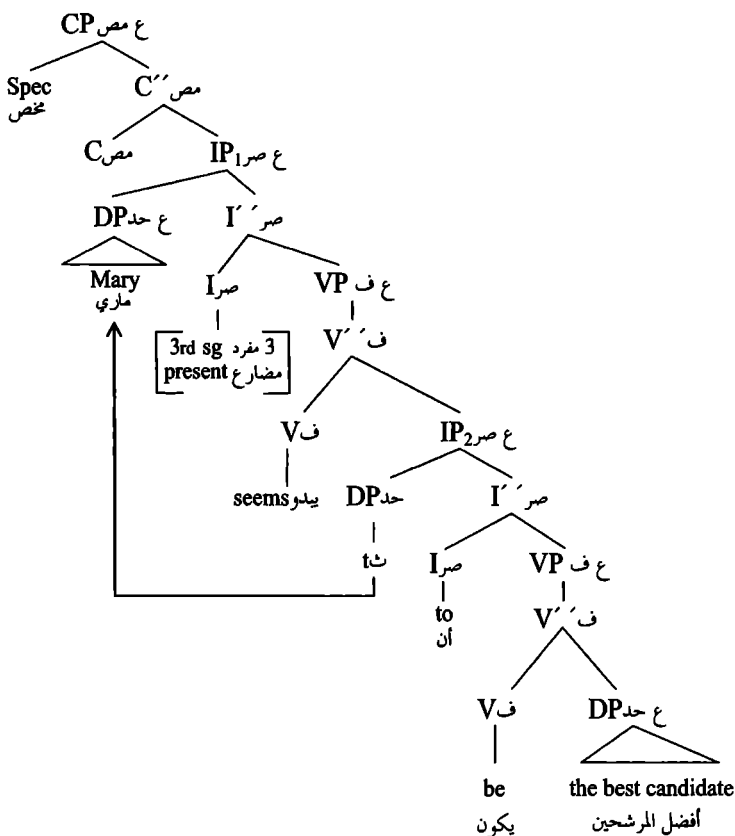 CP ع مص
Spec C´´ مص
مخص
C مص IP1 ع صر
DP ع حد I´´ صر
Mary I صر VP ع ف
ماري
3rd sg 3 مفرد V´´ ف
present مضارع
V ف IP2 ع صر
seems يبدو DP حد I´´ صر
t ث I صر VP ع ف
to V´´ ف
أن
V ف DP ع حد
be the best candidate
يكون أفضل المرشحين